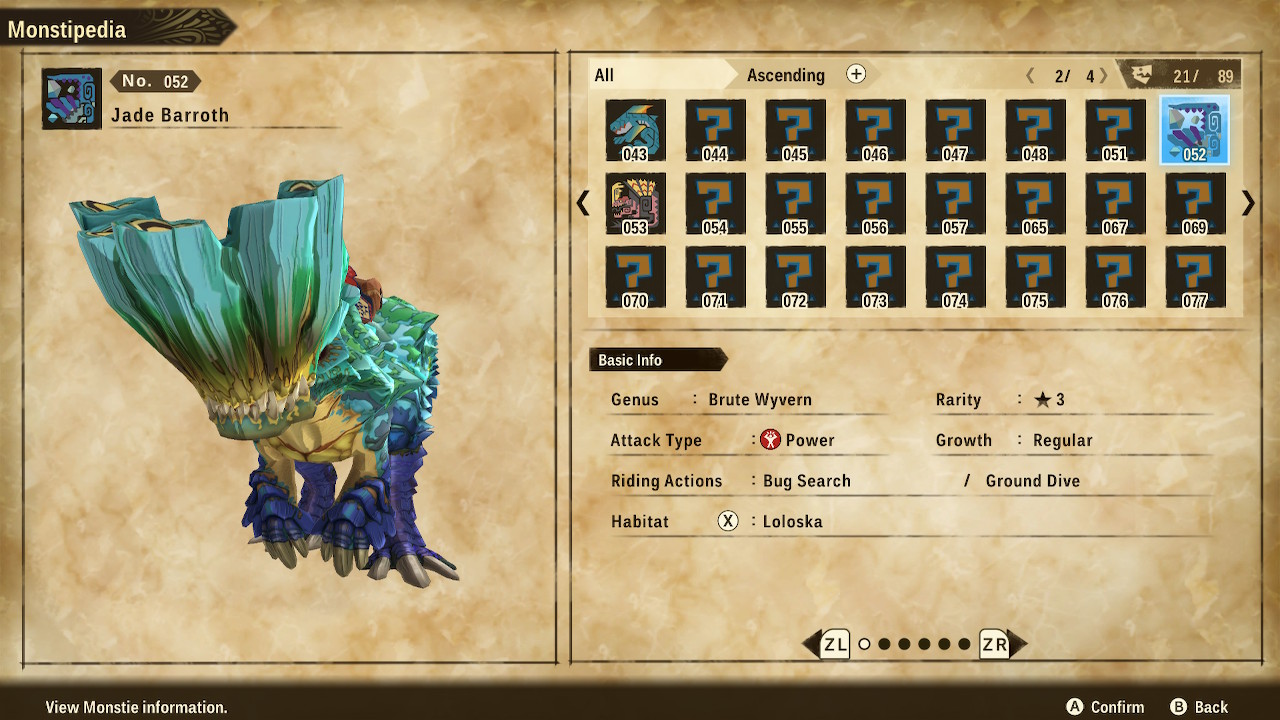 Monstipedia
No. 052
Jade Barroth
All
Ascending
2/ 4
21/ 89
043 044 045 046 047 048 051 052
053 054 055 056 057 065 067 069
070 071 072 073 074 075 076 077
Basic Info
Genus : Brute Wyvern
Rarity : ★ 3
Attack Type : Power
Growth : Regular
Riding Actions : Bug Search / Ground Dive
Habitat X : Loloska
ZL ZR
View Monstie information.
A Confirm B Back